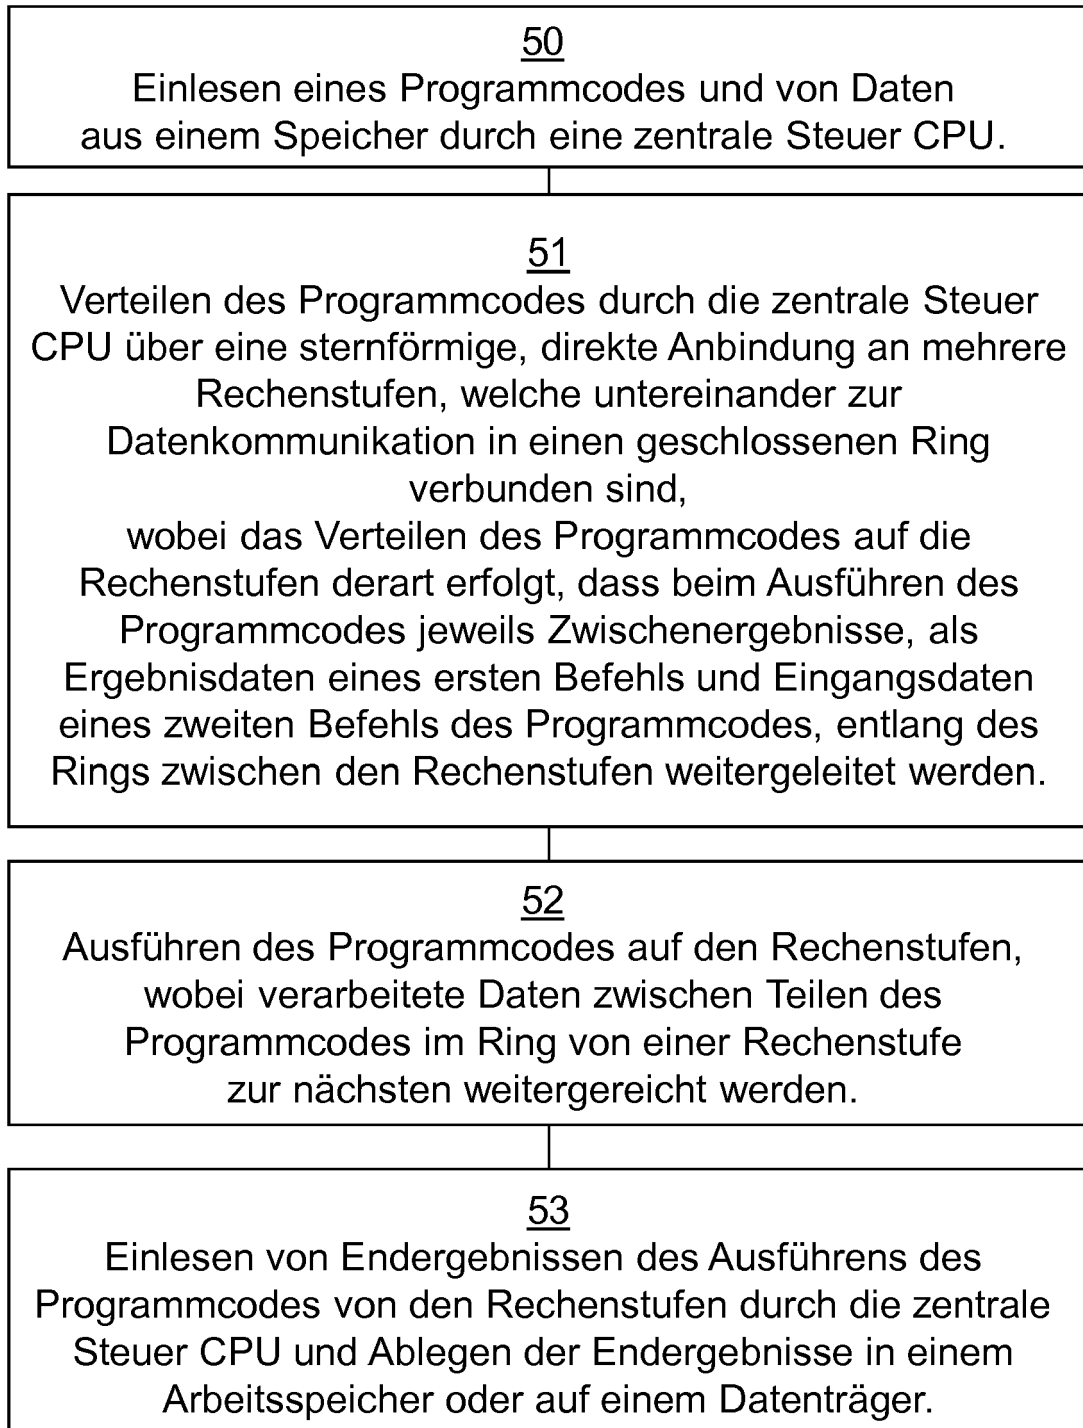 50
Einlesen eines Programmcodes und von Daten
aus einem Speicher durch eine zentrale Steuer CPU.
51
Verteilen des Programmcodes durch die zentrale Steuer
CPU über eine sternförmige, direkte Anbindung an mehrere
Rechenstufen, welche untereinander zur
Datenkommunikation in einen geschlossenen Ring
verbunden sind,
wobei das Verteilen des Programmcodes auf die
Rechenstufen derart erfolgt, dass beim Ausführen des
Programmcodes jeweils Zwischenergebnisse, als
Ergebnisdaten eines ersten Befehls und Eingangsdaten
eines zweiten Befehls des Programmcodes, entlang des
Rings zwischen den Rechenstufen weitergeleitet werden.
52
Ausführen des Programmcodes auf den Rechenstufen,
wobei verarbeitete Daten zwischen Teilen des
Programmcodes im Ring von einer Rechenstufe
zur nächsten weitergereicht werden.
53
Einlesen von Endergebnissen des Ausführens des
Programmcodes von den Rechenstufen durch die zentrale
Steuer CPU und Ablegen der Endergebnisse in einem
Arbeitsspeicher oder auf einem Datenträger.